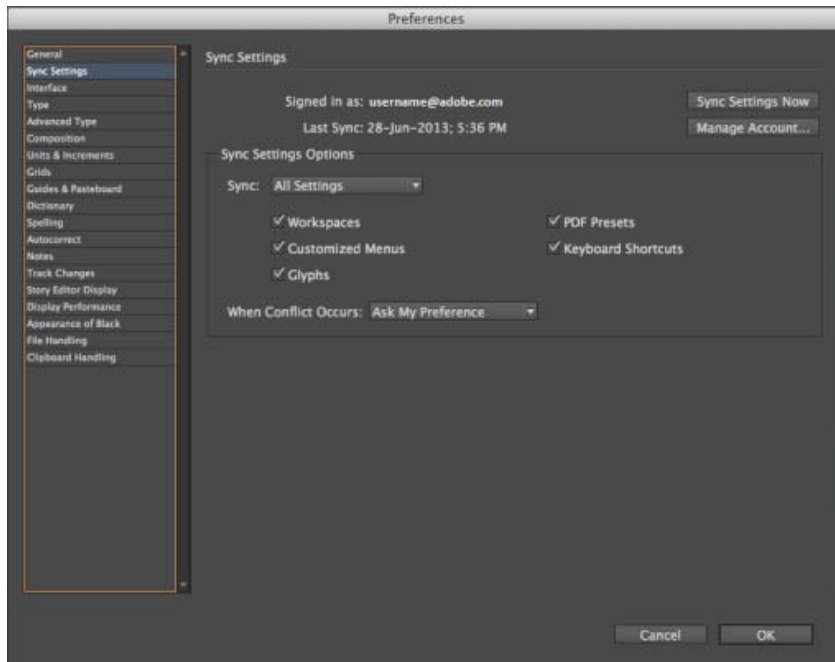 Preferences
General
Sync Settings
Interface
Type
Advanced Type
Composition
Units & Increments
Grids
Guides & Pasteboard
Dictionary
Spelling
Autocorrect
Notes
Track Changes
Story Editor Display
Display Performance
Appearance of Black
File Handling
Clipboard Handling
Sync Settings
Signed in as: username@adobe.com
Sync Settings Now
Last Sync: 28-Jun-2013; 5:36 PM
Manage Account...
Sync Settings Options
Sync: All Settings
Workspaces
PDF Presets
Customized Menus
Keyboard Shortcuts
Glyphs
When Conflict Occurs: Ask My Preference
Cancel
OK